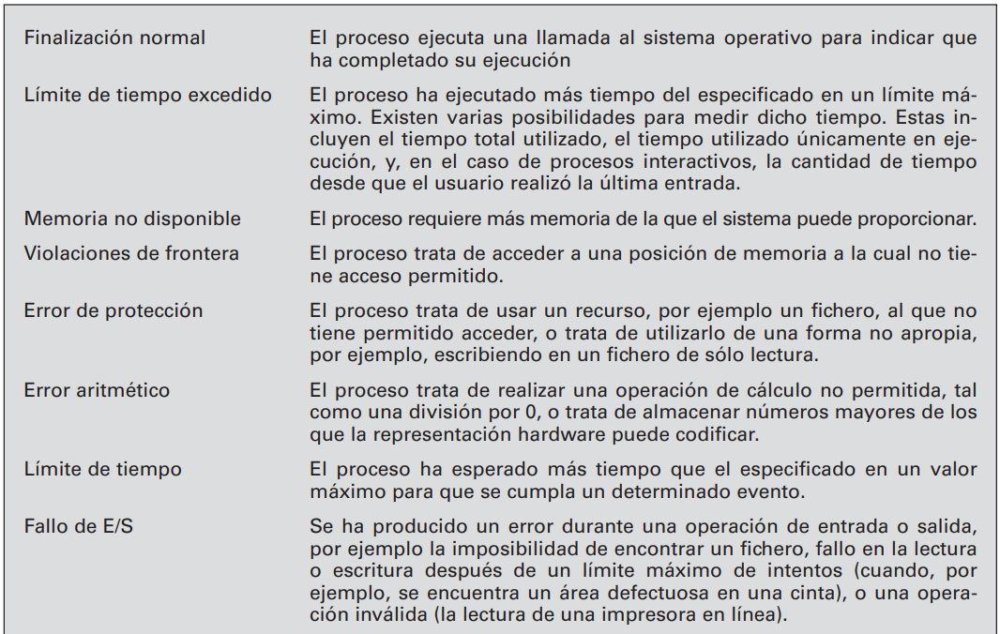 Finalización normal El proceso ejecuta una llamada al sistema operativo para indicar que
ha completado su ejecución
Límite de tiempo excedido El proceso ha ejecutado más tiempo del especificado en un límite má-
ximo. Existen varias posibilidades para medir dicho tiempo. Estas in-
cluyen el tiempo total utilizado, el tiempo utilizado únicamente en eje-
cución, y, en el caso de procesos interactivos, la cantidad de tiempo
desde que el usuario realizó la última entrada.
Memoria no disponible El proceso requiere más memoria de la que el sistema puede proporcionar.
Violaciones de frontera El proceso trata de acceder a una posición de memoria a la cual no tie-
ne acceso permitido.
Error de protección El proceso trata de usar un recurso, por ejemplo un fichero, al que no
tiene permitido acceder, o trata de utilizarlo de una forma no apropia,
por ejemplo, escribiendo en un fichero de sólo lectura.
Error aritmético El proceso trata de realizar una operación de cálculo no permitida, tal
como una división por 0, o trata de almacenar números mayores de los
que la representación hardware puede codificar.
Límite de tiempo El proceso ha esperado más tiempo que el especificado en un valor
máximo para que se cumpla un determinado evento.
Fallo de E/S Se ha producido un error durante una operación de entrada o salida,
por ejemplo la imposibilidad de encontrar un fichero, fallo en la lectura
o escritura después de un límite máximo de intentos (cuando, por
ejemplo, se encuentra un área defectuosa en una cinta), o una opera-
ción inválida (la lectura de una impresora en línea).